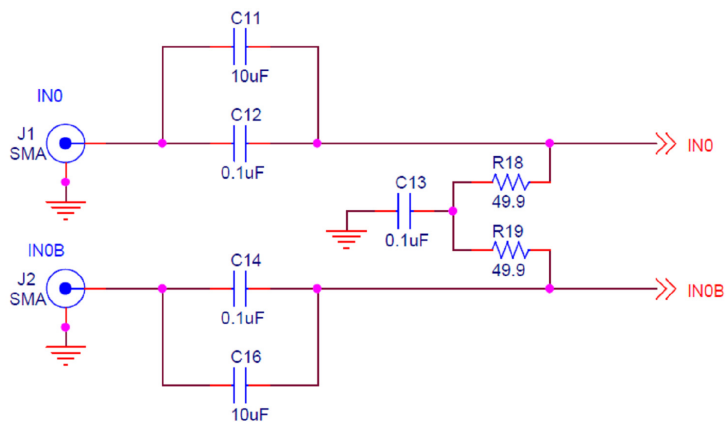 C11
10uF
IN0
J1
SMA
C12
0.1uF
IN0
R18
49.9
C13
0.1uF
R19
49.9
IN0B
J2
SMA
C14
0.1uF
IN0B
C16
10uF